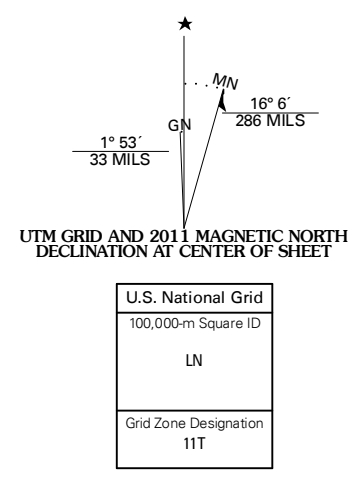 ★
MN
GN
16° 6´
286 MILS
1° 53´
33 MILS
UTM GRID AND 2011 MAGNETIC NORTH
DECLINATION AT CENTER OF SHEET
U.S. National Grid
100,000-m Square ID
LN
Grid Zone Designation
11T